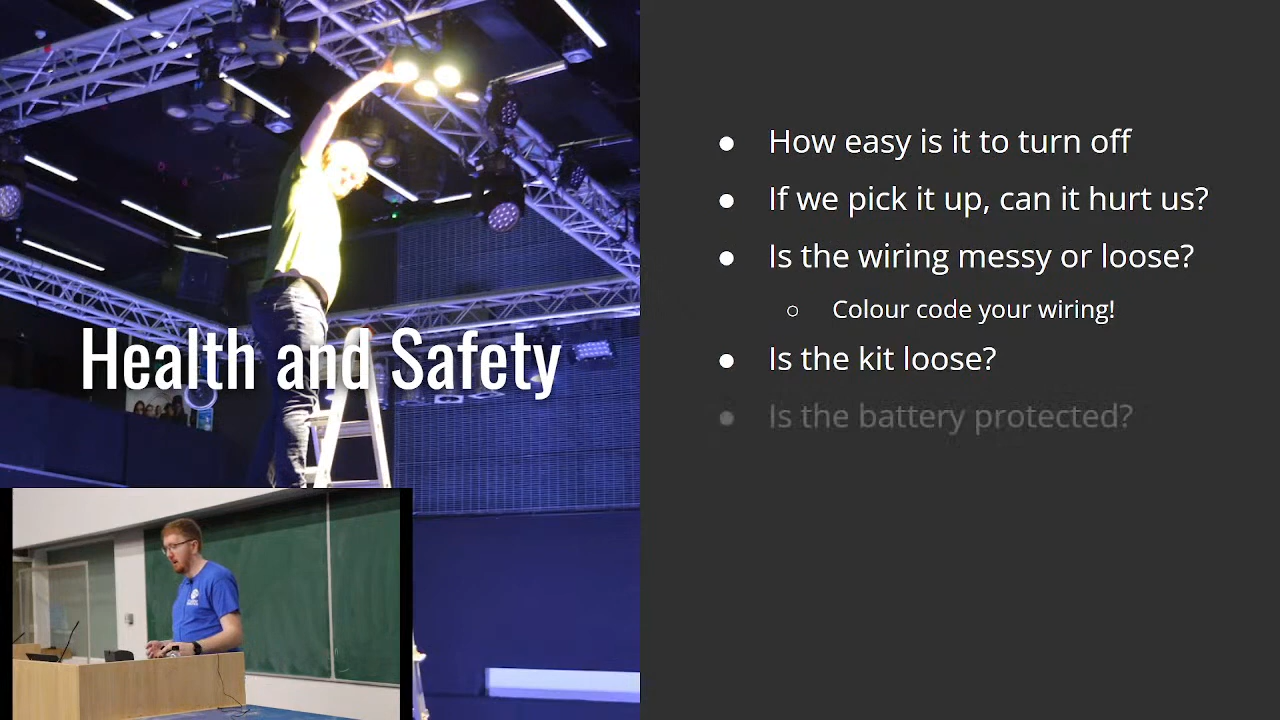 Health and Safety
How easy is it to turn off
If we pick it up, can it hurt us?
Is the wiring messy or loose?
Colour code your wiring!
Is the kit loose?
Is the battery protected?